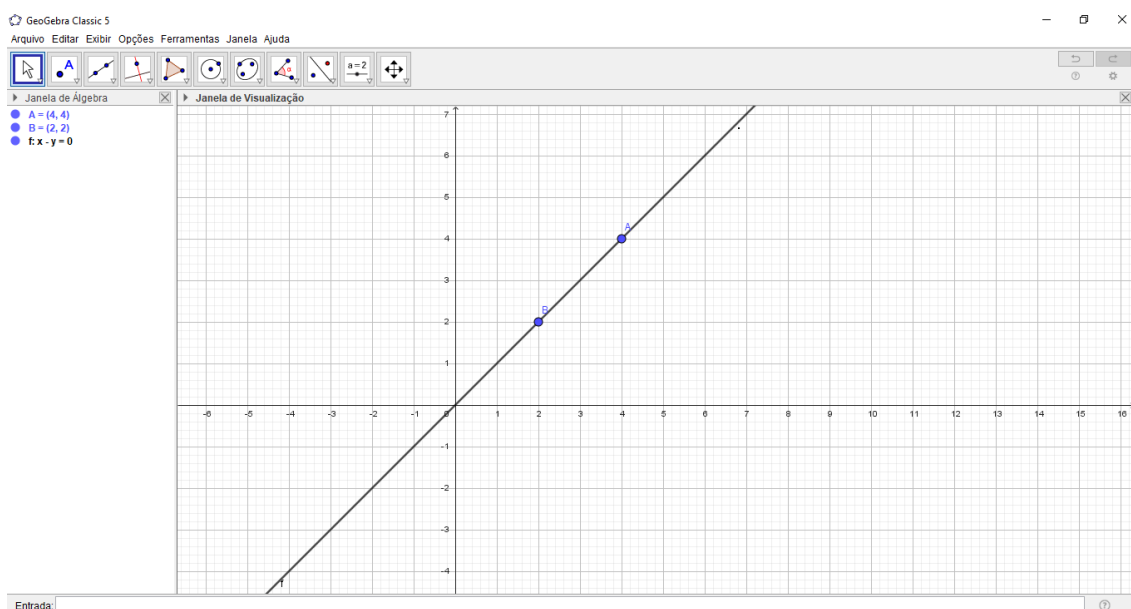 GeoGebra Classic 5
Arquivo Editar Exibir Opções Ferramentas Janela Ajuda
A
α
a=2
Janela de Álgebra
Janela de Visualização
A = (4, 4)
B = (2, 2)
f: x - y = 0
7
6
5
A
4
3
B
2
1
-6 -5 -4 -3 -2 -1 0 1 2 3 4 5 6 7 8 9 10 11 12 13 14 15 16
-1
-2
-3
-4
f
Entrada: